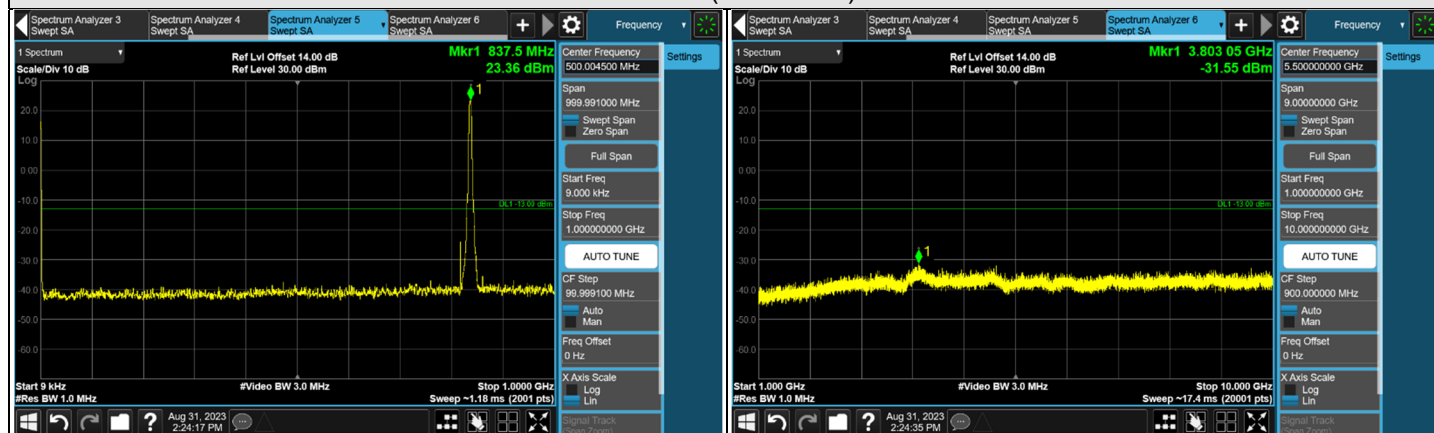 Spectrum Analyzer 3
Swept SA
Spectrum Analyzer 4
Swept SA
Spectrum Analyzer 5
Swept SA
Spectrum Analyzer 6
Swept SA
Frequency
1 Spectrum
Scale/Div 10 dB
Log
Ref Lvl Offset 14.00 dB
Ref Level 30.00 dBm
Mkr1 837.5 MHz
23.36 dBm
1
20.0
10.0
0.00
-10.0
-20.0
-30.0
-40.0
-50.0
-60.0
DL1 -13.00 dBm
Start 9 kHz
#Res BW 1.0 MHz
#Video BW 3.0 MHz
Stop 1.0000 GHz
Sweep ~1.18 ms (2001 pts)
Center Frequency
500.004500 MHz
Span
999.991000 MHz
Swept Span
Zero Span
Full Span
Start Freq
9.000 kHz
Stop Freq
1.000000000 GHz
AUTO TUNE
CF Step
99.999100 MHz
Auto
Man
Freq Offset
0 Hz
X Axis Scale
Log
Lin
Signal Track
(Span Zoom)
Settings
?
Aug 31, 2023
2:24:17 PM
Spectrum Analyzer 3
Swept SA
Spectrum Analyzer 4
Swept SA
Spectrum Analyzer 5
Swept SA
Spectrum Analyzer 6
Swept SA
Frequency
1 Spectrum
Scale/Div 10 dB
Log
Ref Lvl Offset 14.00 dB
Ref Level 30.00 dBm
Mkr1 3.803 05 GHz
-31.55 dBm
1
20.0
10.0
0.00
-10.0
-20.0
-30.0
-40.0
-50.0
-60.0
DL1 -13.00 dBm
Start 1.000 GHz
#Res BW 1.0 MHz
#Video BW 3.0 MHz
Stop 10.000 GHz
Sweep ~17.4 ms (2001 pts)
Center Frequency
5.500000000 GHz
Span
9.00000000 GHz
Swept Span
Zero Span
Full Span
Start Freq
1.000000000 GHz
Stop Freq
10.000000000 GHz
AUTO TUNE
CF Step
900.000000 MHz
Auto
Man
Freq Offset
0 Hz
X Axis Scale
Log
Lin
Signal Track
(Span Zoom)
Settings
?
Aug 31, 2023
2:24:35 PM